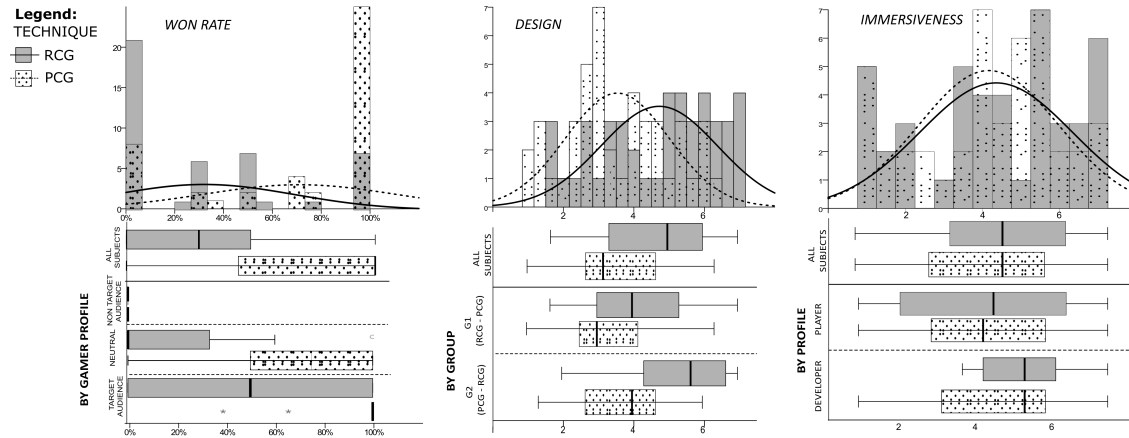 Legend:
TECHNIQUE
RCG
PCG
WON RATE
20
15
10
5
0
0% 20% 40% 60% 80% 100%
ALL
SUBJECTS
NON TARGET
AUDIENCE
NEUTRAL
TARGET
AUDIENCE
BY GAMER PROFILE
C
*
*
0% 20% 40% 60% 80% 100%
DESIGN
7
6
5
4
3
2
1
0
2 4 6
ALL
SUBJECTS
G1
(RCG - PCG)
G2
(PCG - RCG)
BY GROUP
2 4 6
IMMERSIVENESS
7
6
5
4
3
2
1
0
2 4 6
ALL
SUBJECTS
PLAYER
DEVELOPER
BY PROFILE
2 4 6